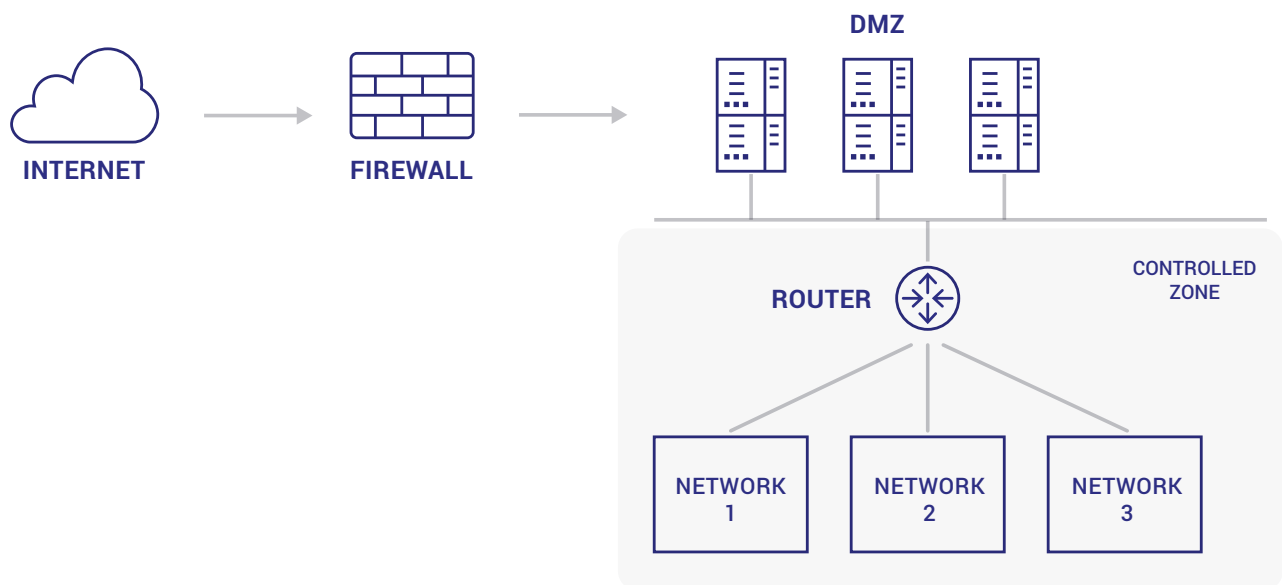 DMZ
INTERNET
FIREWALL
CONTROLLED
ZONE
ROUTER
NETWORK
1
NETWORK
2
NETWORK
3